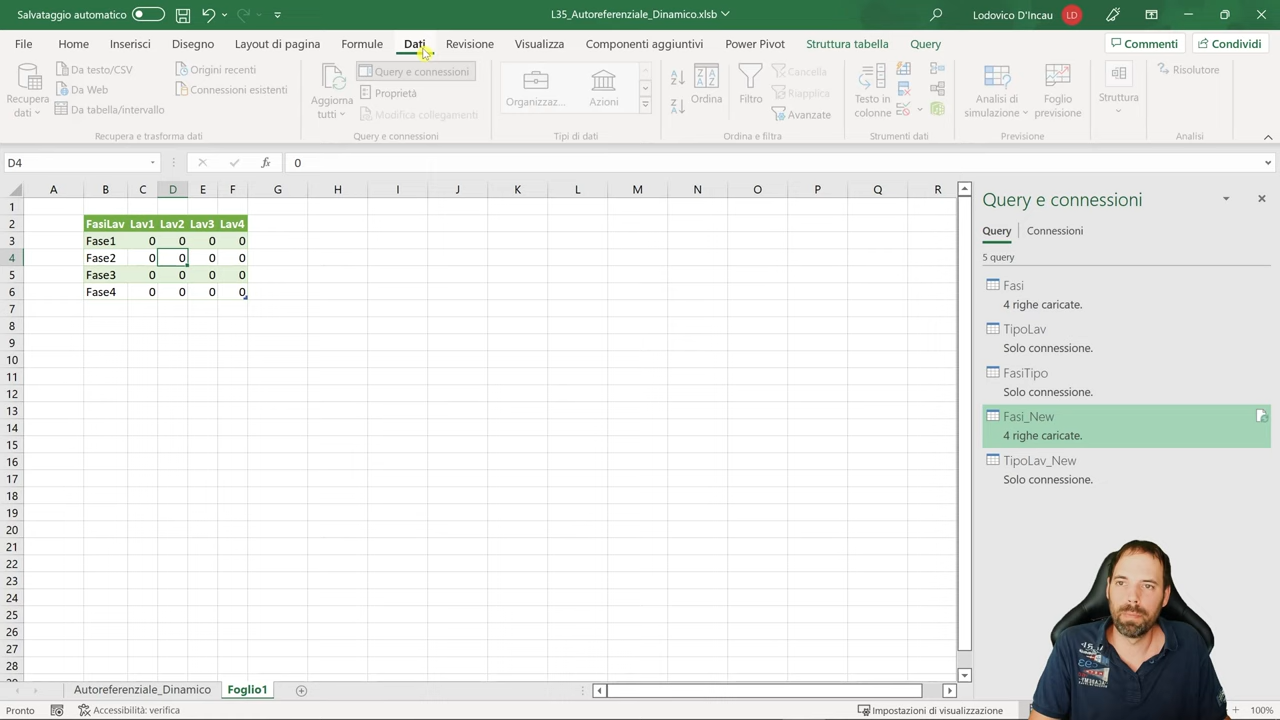 Salvataggio automatico
L35_Autoreferenziale_Dinamico.xlsb
Lodovico D'Incau LD
File Home Inserisci Disegno Layout di pagina Formule Dati Revisione Visualizza Componenti aggiuntivi Power Pivot Struttura tabella Query Commenti Condividi
Recupera dati
Da testo/CSV
Da Web
Da tabella/intervallo
Origini recenti
Connessioni esistenti
Recupera e trasforma dati
Aggiorna tutti
Query e connessioni
Proprietà
Modifica collegamenti
Query e connessioni
Organizzaz...
Azioni
Tipi di dati
Ordina
Filtro
Cancella
Riapplica
Avanzate
Ordina e filtra
Testo in colonne
Strumenti dati
Analisi di simulazione
Foglio previsione
Previsione
Struttura
Risolutore
Analisi
D4
fx
0
A B C D E F G H I J K L M N O P Q R
1
2 FasiLav Lav1 Lav2 Lav3 Lav4
3 Fase1 0 0 0 0
4 Fase2 0 0 0 0
5 Fase3 0 0 0 0
6 Fase4 0 0 0 0
7
8
9
10
11
12
13
14
15
16
17
18
19
20
21
22
23
24
25
26
27
28
Query e connessioni
Query Connessioni
5 query
Fasi
4 righe caricate.
TipoLav
Solo connessione.
FasiTipo
Solo connessione.
Fasi_New
4 righe caricate.
TipoLav_New
Solo connessione.
Autoreferenziale_Dinamico Foglio1
Pronto Accessibilità: verifica Impostazioni di visualizzazione 100%